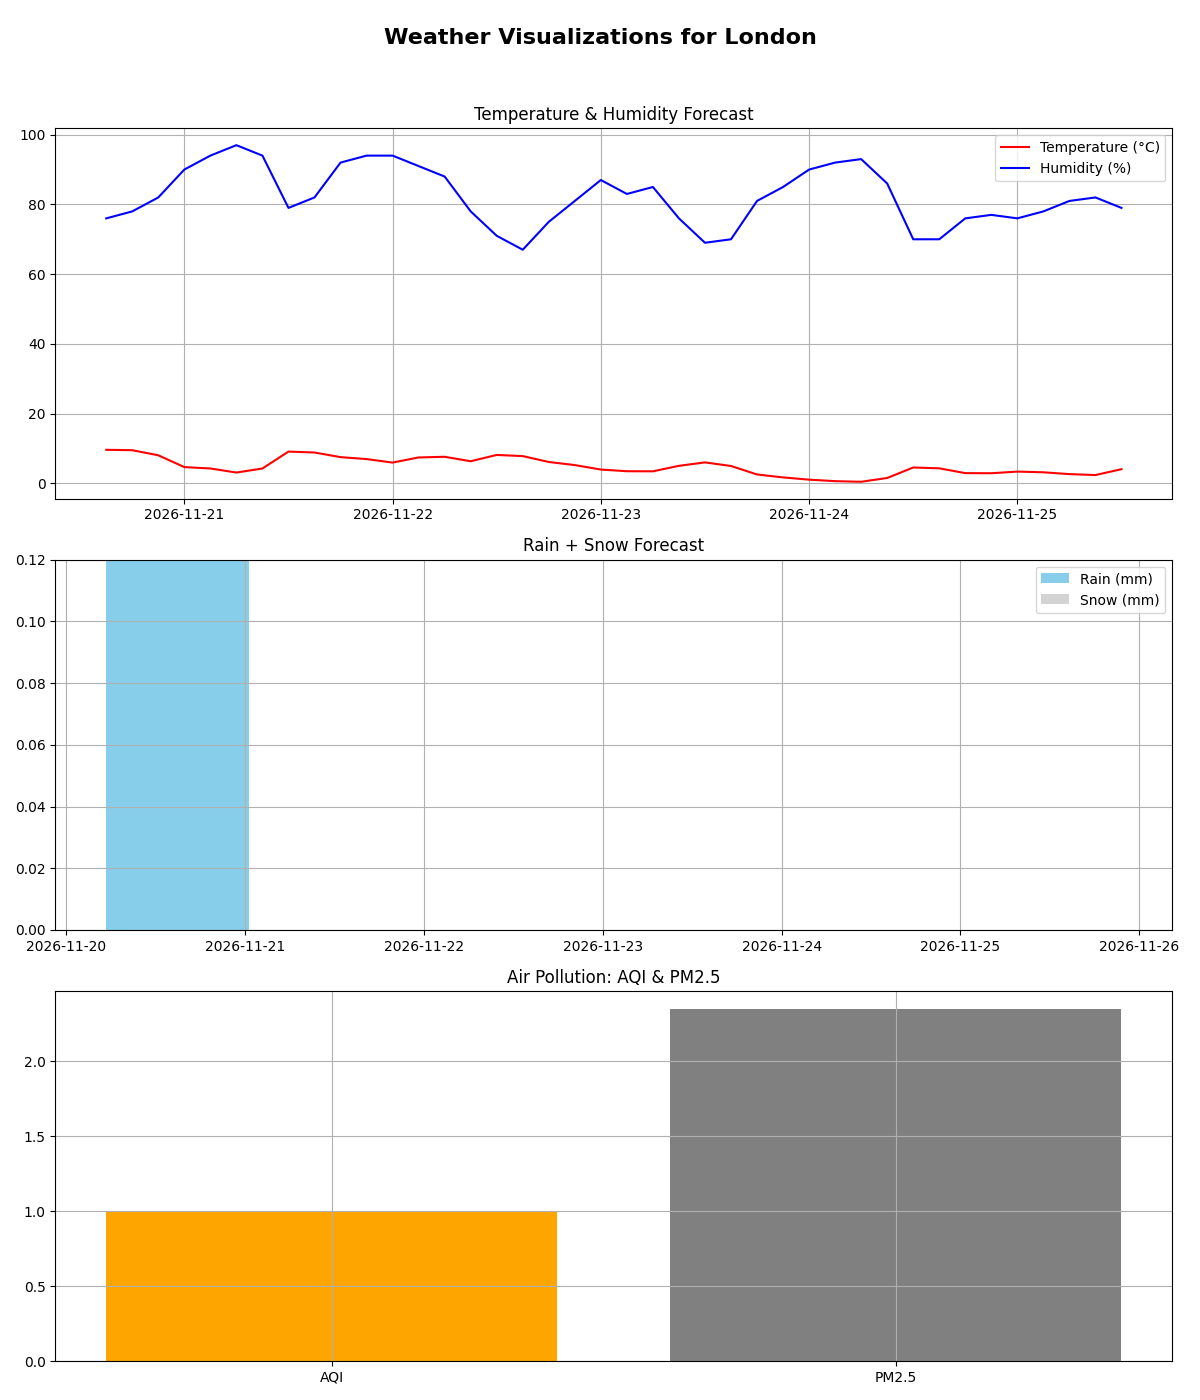 Weather Visualizations for London
Temperature & Humidity Forecast
100
80
60
40
20
0
Temperature (°C)
Humidity (%)
2026-11-21 2026-11-22 2026-11-23 2026-11-24 2026-11-25
Rain + Snow Forecast
0.12
0.10
0.08
0.06
0.04
0.02
0.00
Rain (mm)
Snow (mm)
2026-11-20 2026-11-21 2026-11-22 2026-11-23 2026-11-24 2026-11-25 2026-11-26
Air Pollution: AQI & PM2.5
2.0
1.5
1.0
0.5
0.0
AQI PM2.5